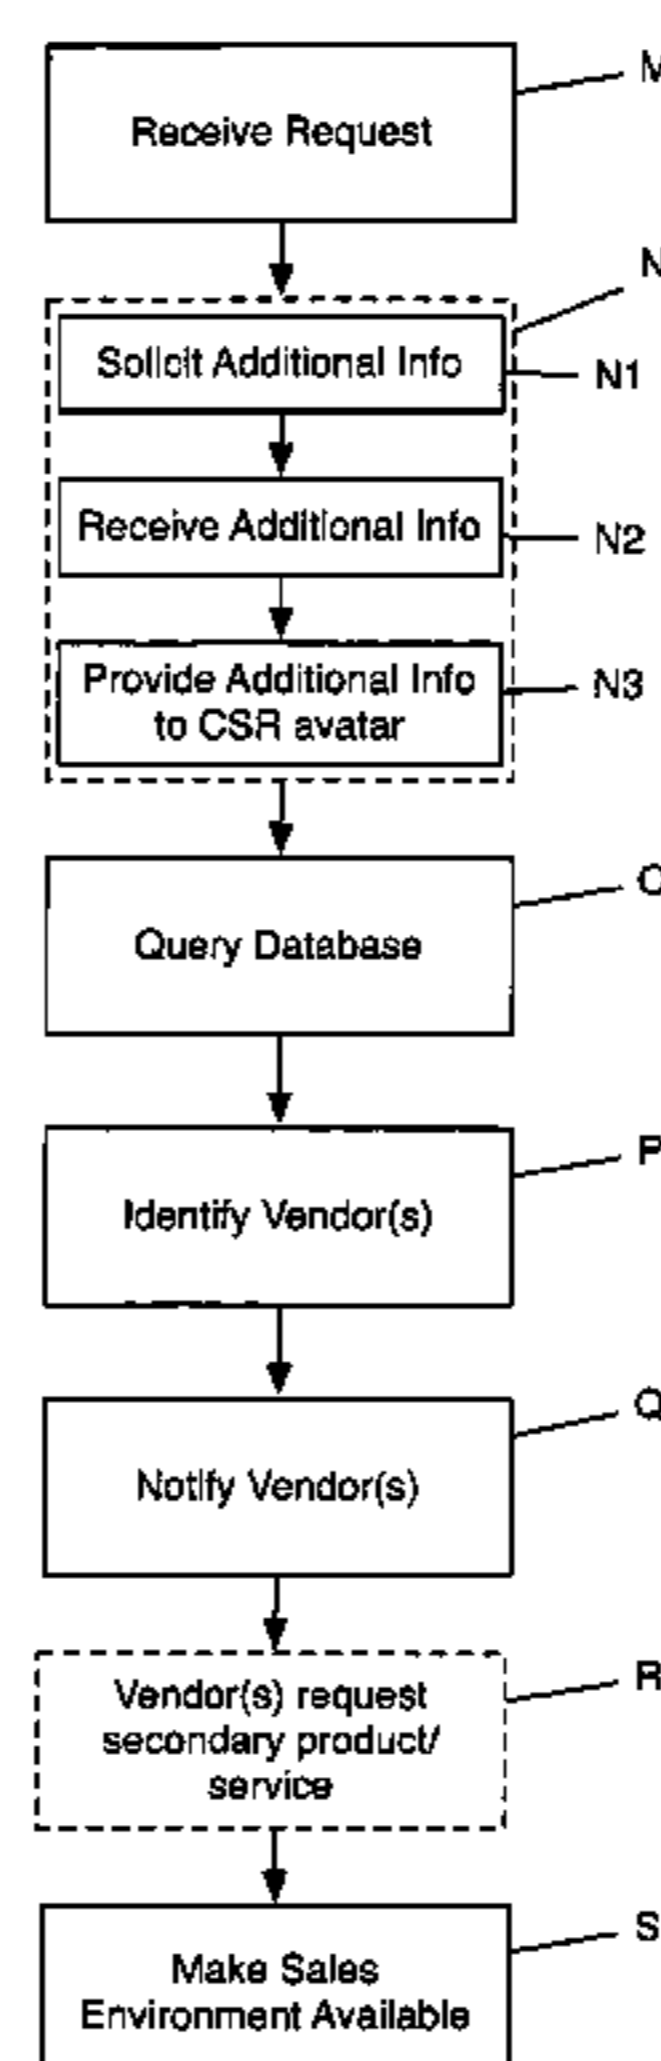 M
Receive Request
N
Solicit Additional Info
N1
Receive Additional Info
N2
Provide Additional Info
to CSR avatar
N3
O
Query Database
P
Identify Vendor(s)
Q
Notify Vendor(s)
R
Vendor(s) request
secondary product/
service
S
Make Sales
Environment Available